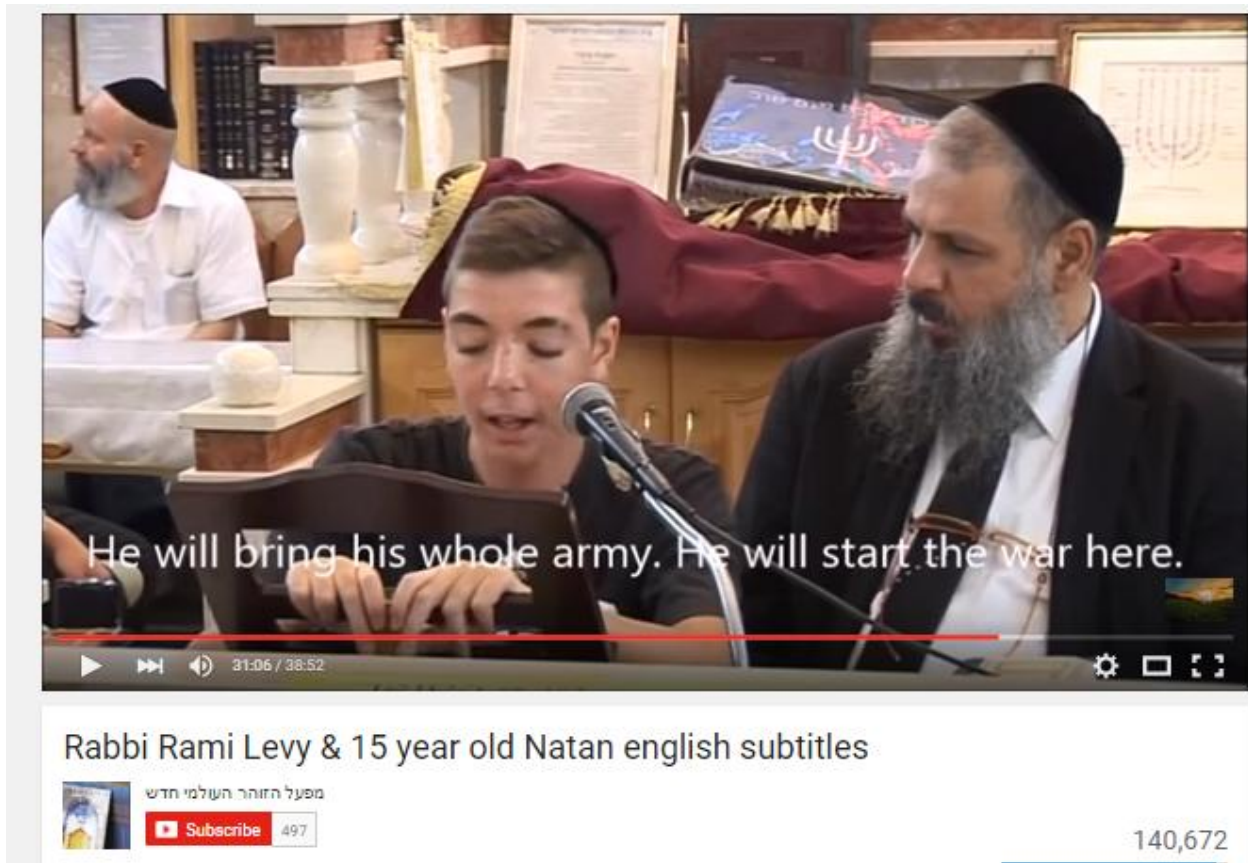 He will bring his whole army. He will start the war here.
31:06 / 38:52
Rabbi Rami Levy & 15 year old Natan english subtitles
מפעל הזוהר העולמי חדש
Subscribe 497
140,672